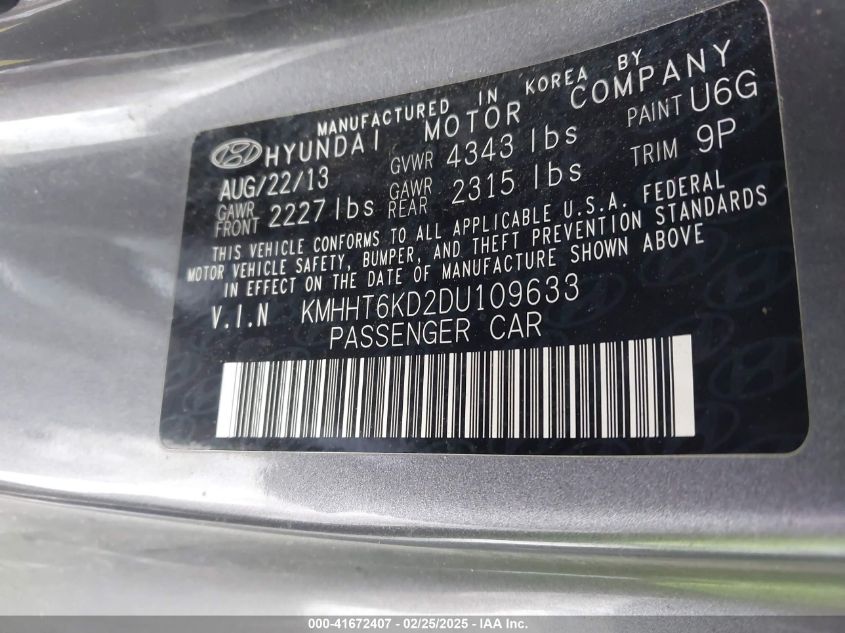 MANUFACTURED IN KOREA BY
HYUNDAI MOTOR COMPANY
AUG/22/13 GVWR 4343 lbs PAINT U6G
GAWR FRONT 2227 lbs GAWR REAR 2315 lbs TRIM 9P
THIS VEHICLE CONFORMS TO ALL APPLICABLE U.S.A. FEDERAL
MOTOR VEHICLE SAFETY, BUMPER, AND THEFT PREVENTION STANDARDS
IN EFFECT ON THE DATE OF MANUFACTURE SHOWN ABOVE
V.I.N KMHHT6KD2DU109633
PASSENGER CAR
000-41672407 - 02/25/2025 - IAA Inc.